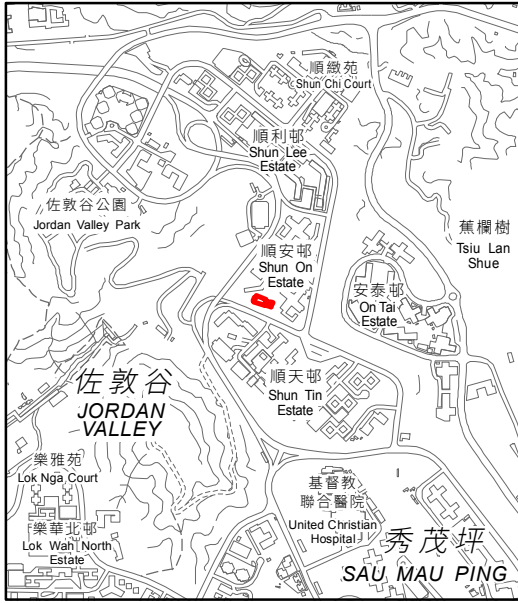 順緻苑
Shun Chi Court
順利邨
Shun Lee
Estate
佐敦谷公園
Jordan Valley Park
蕉欄樹
Tsiu Lan
Shue
順安邨
Shun On
Estate
安泰邨
On Tai
Estate
佐敦谷
JORDAN
VALLEY
順天邨
Shun Tin
Estate
樂雅苑
Lok Nga Court
基督教
聯合醫院
United Christian
Hospital
樂華北邨
Lok Wah North
Estate
秀茂坪
SAU MAU PING